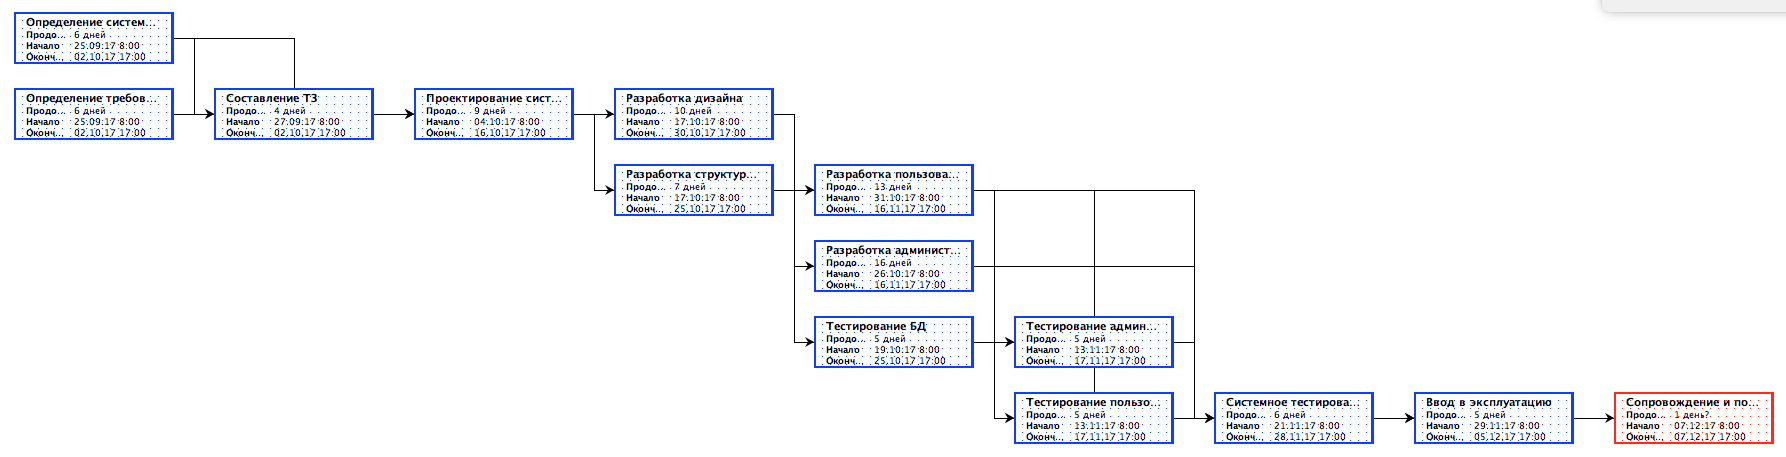 Определение систем...
Продо... 6 дней
Начало 25.09.17 8:00
Оконч... 02.10.17 17:00
Определение требов...
Продо... 6 дней
Начало 25.09.17 8:00
Оконч... 02.10.17 17:00
Составление ТЗ
Продо... 4 дней
Начало 27.09.17 8:00
Оконч... 02.10.17 17:00
Проектирование сист...
Продо... 9 дней
Начало 04.10.17 8:00
Оконч... 16.10.17 17:00
Разработка дизайна
Продо... 10 дней
Начало 17.10.17 8:00
Оконч... 30.10.17 17:00
Разработка структур...
Продо... 7 дней
Начало 17.10.17 8:00
Оконч... 25.10.17 17:00
Разработка пользова...
Продо... 13 дней
Начало 31.10.17 8:00
Оконч... 16.11.17 17:00
Разработка админист...
Продо... 16 дней
Начало 26.10.17 8:00
Оконч... 16.11.17 17:00
Тестирование БД
Продо... 5 дней
Начало 19.10.17 8:00
Оконч... 25.10.17 17:00
Тестирование админ...
Продо... 5 дней
Начало 13.11.17 8:00
Оконч... 17.11.17 17:00
Тестирование пользо...
Продо... 5 дней
Начало 13.11.17 8:00
Оконч... 17.11.17 17:00
Системное тестирова...
Продо... 6 дней
Начало 21.11.17 8:00
Оконч... 28.11.17 17:00
Ввод в эксплуатацию
Продо... 5 дней
Начало 29.11.17 8:00
Оконч... 05.12.17 17:00
Сопровождение и по...
Продо... 1 день?
Начало 07.12.17 8:00
Оконч... 07.12.17 17:00